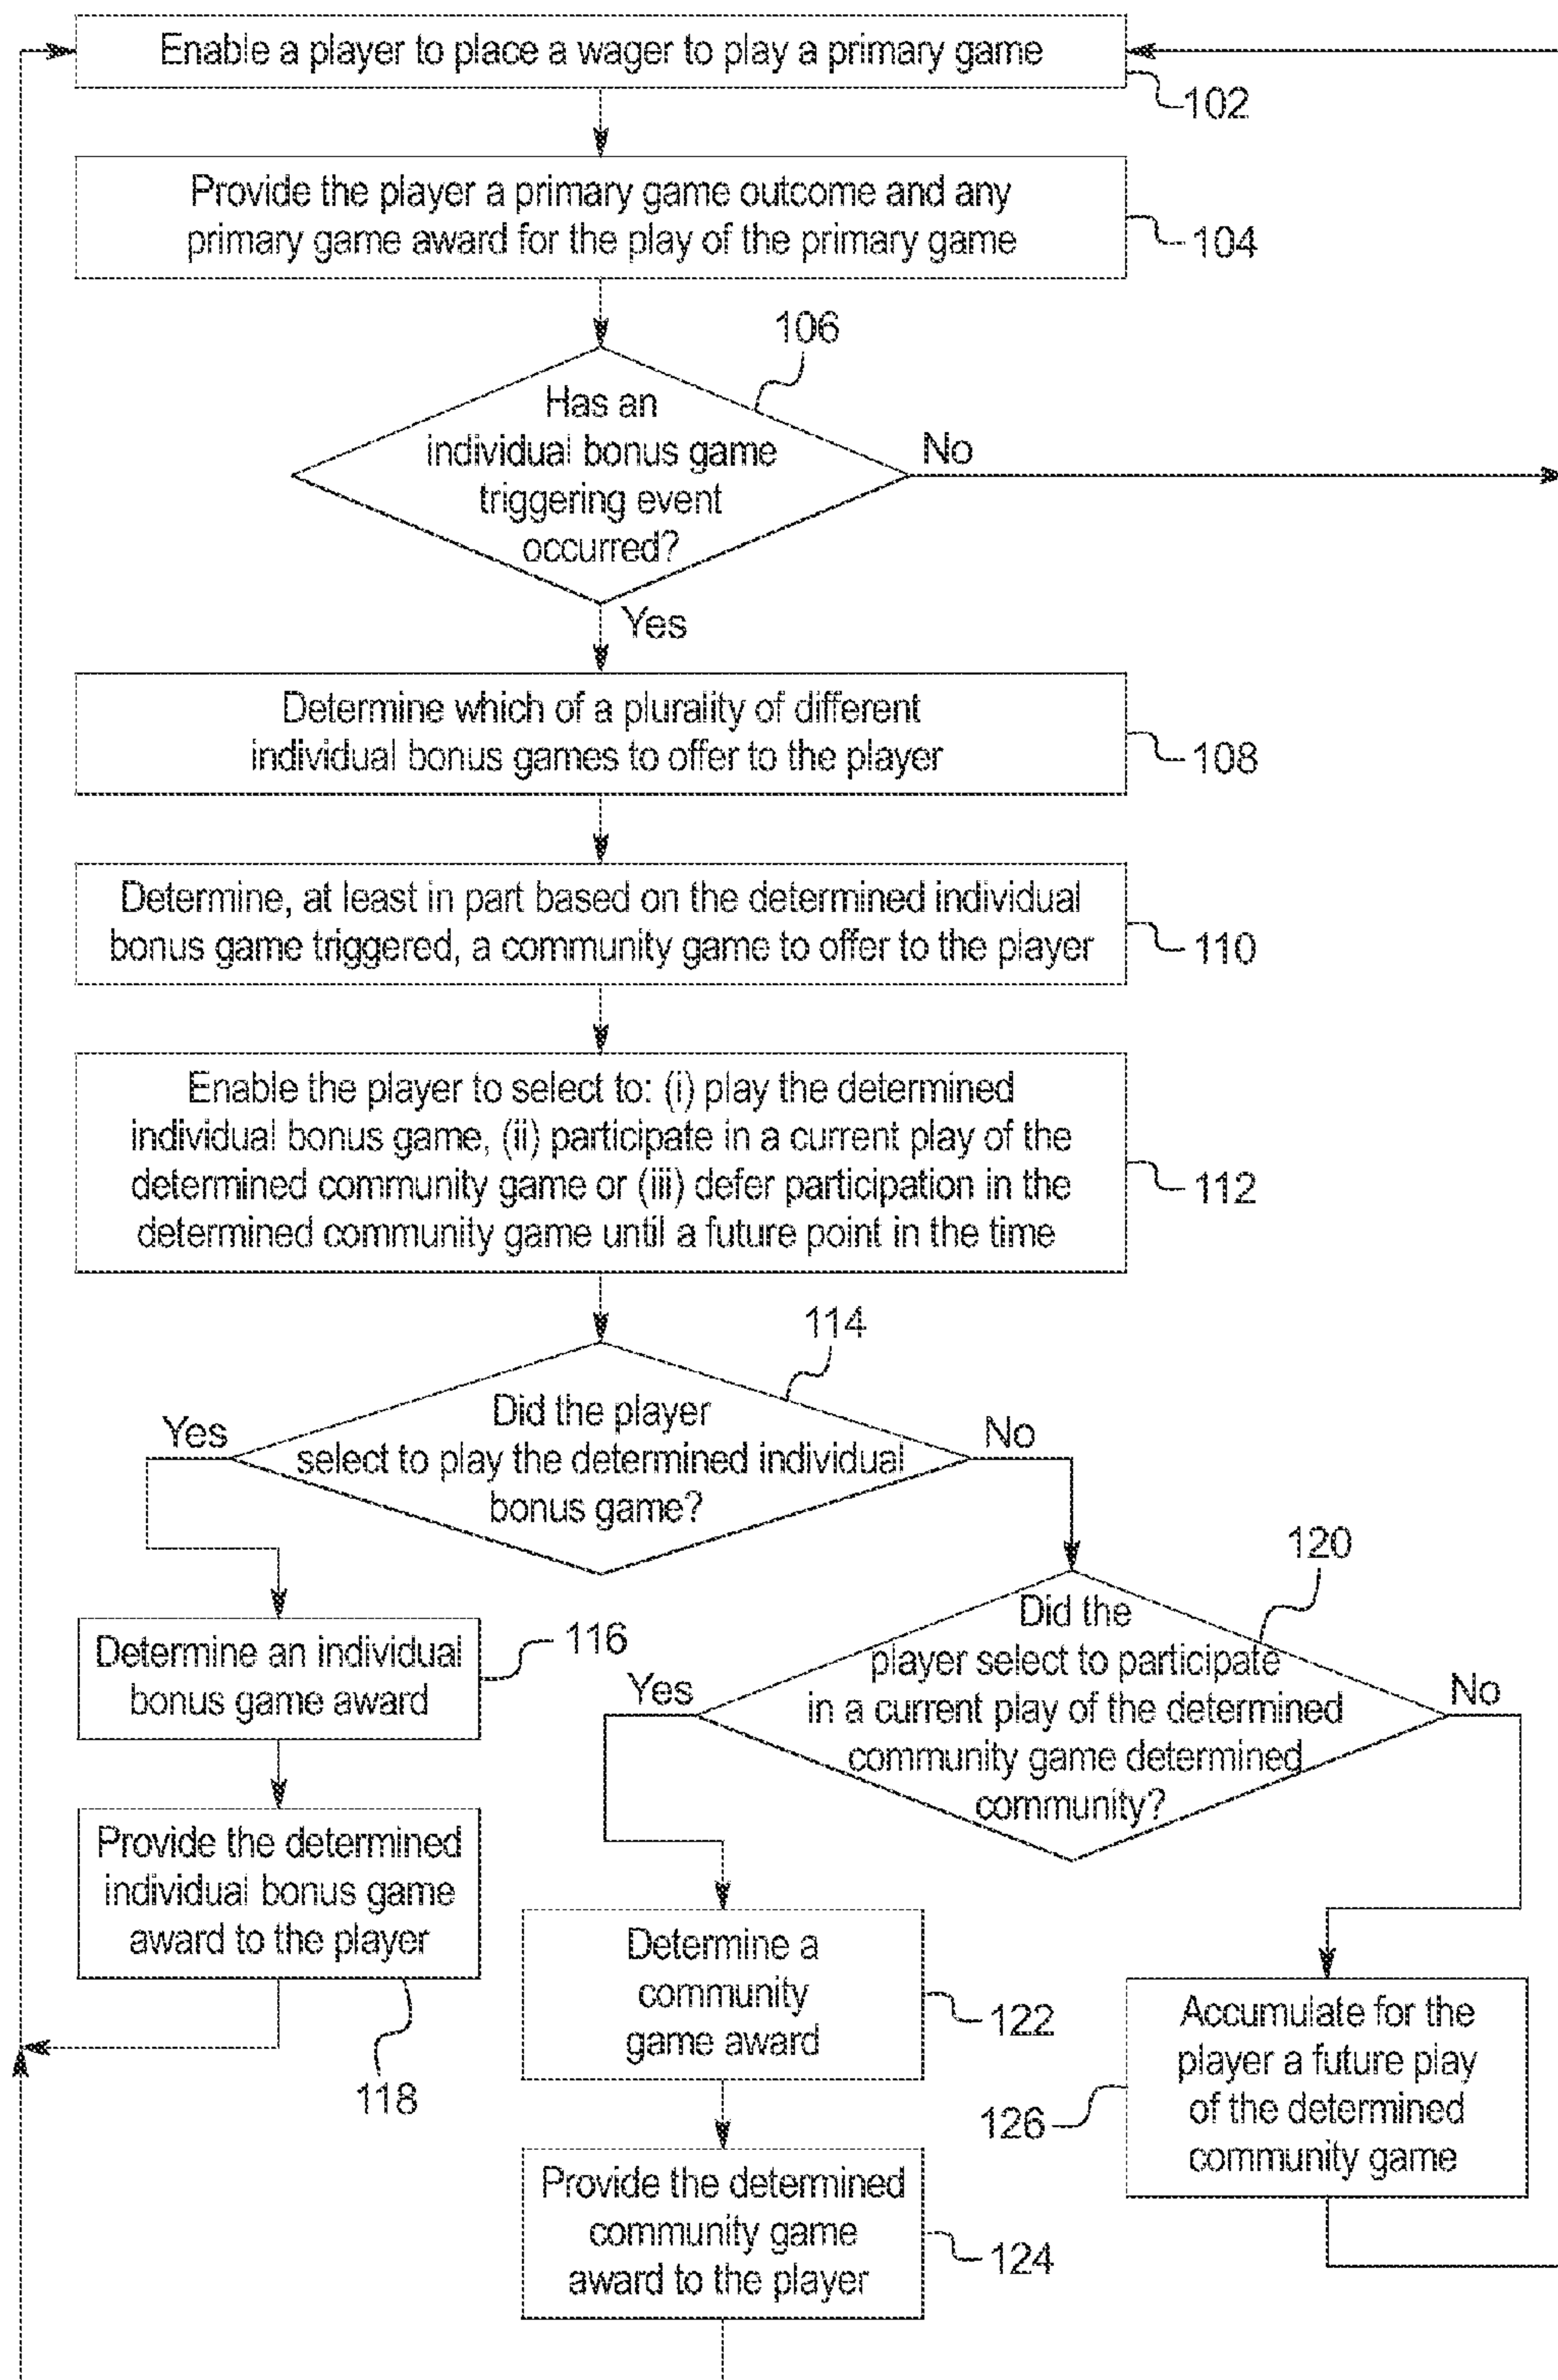 Enable a player to place a wager to play a primary game
102
Provide the player a primary game outcome and any
primary game award for the play of the primary game
104
106
Has an
individual bonus game
triggering event
occurred?
No
Yes
Determine which of a plurality of different
individual bonus games to offer to the player
108
Determine, at least in part based on the determined individual
bonus game triggered, a community game to offer to the player
110
Enable the player to select to: (i) play the determined
individual bonus game, (ii) participate in a current play of the
determined community game or (iii) defer participation in the
determined community game until a future point in the time
112
114
Did the player
select to play the determined individual
bonus game?
Yes
No
Determine an individual
bonus game award
116
Provide the determined
individual bonus game
award to the player
118
120
Did the
player select to participate
in a current play of the determined
community game determined
community?
Yes
No
Determine a
community
game award
122
Provide the determined
community game
award to the player
124
Accumulate for the
player a future play
of the determined
community game
126